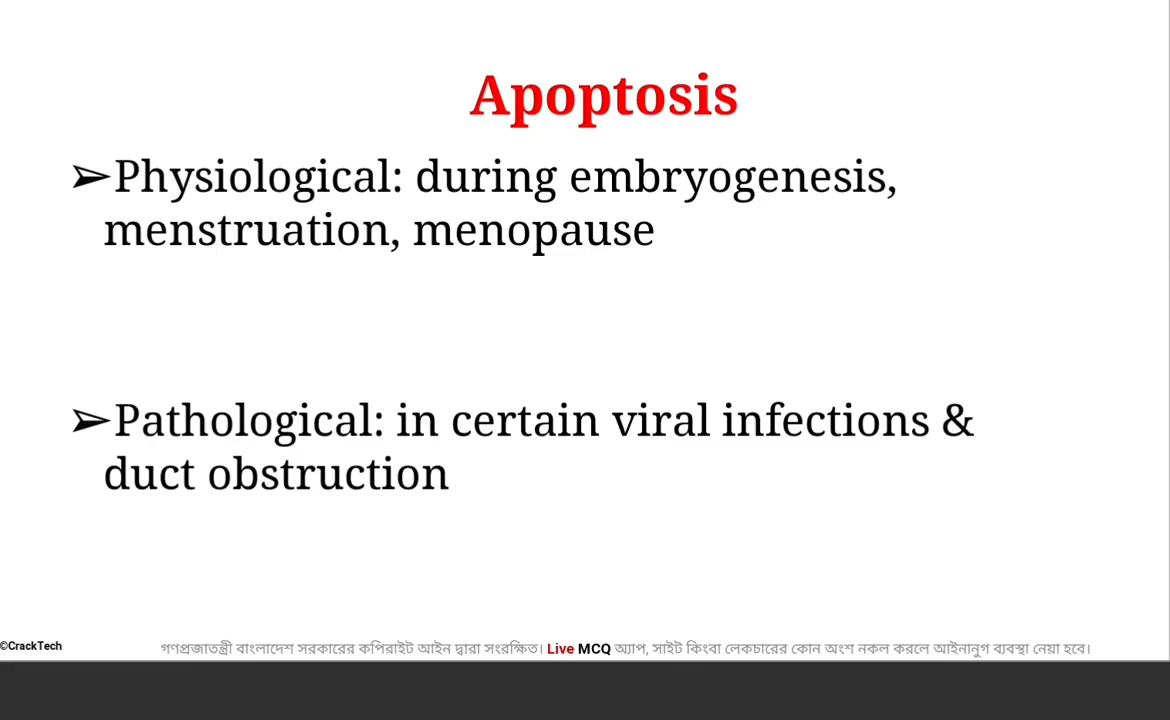 Apoptosis
➢Physiological: during embryogenesis,
menstruation, menopause
➢Pathological: in certain viral infections &
duct obstruction
©CrackTech
গণপ্রজাতন্ত্রী বাংলাদেশ সরকারের কপিরাইট আইন দ্বারা সংরক্ষিত। Live MCQ অ্যাপ, সাইট কিংবা লেকচারের কোন অংশ নকল করলে আইনানুগ ব্যবস্থা নেয়া হবে।